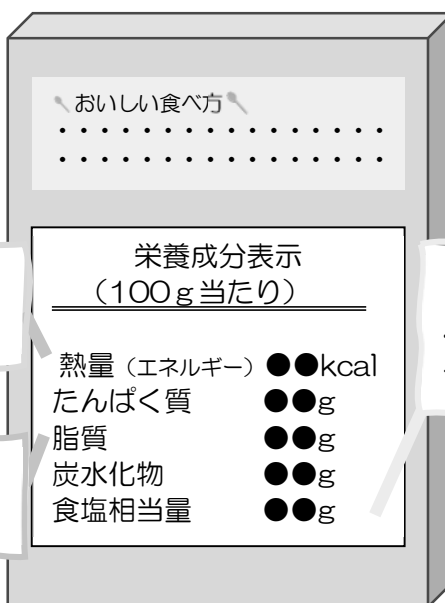 おいしい食べ方
・・・・・・・・・・・・・・・・
・・・・・・・・・・・・・・・・
栄養成分表示
（100ｇ当たり）
熱量（エネルギー）●●kcal
たんぱく質 ●●g
脂質 ●●g
炭水化物 ●●g
食塩相当量 ●●g